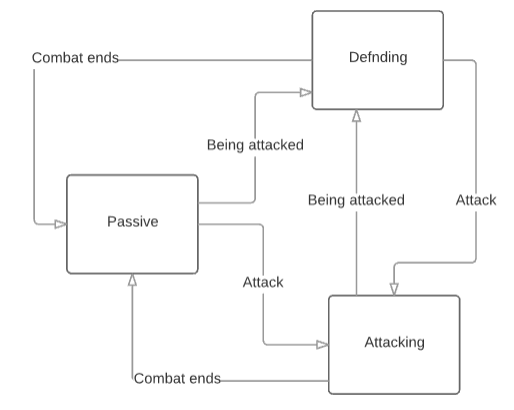 Defnding
Combat ends
Being attacked
Being attacked
Attack
Passive
Attack
Attacking
Combat ends